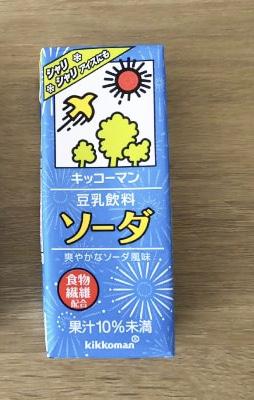 シャリ
シャリ アイスにも
キッコーマン
豆乳飲料
ソーダ
爽やかなソーダ風味
食物
繊維
配合
果汁10%未満
kikkoman®